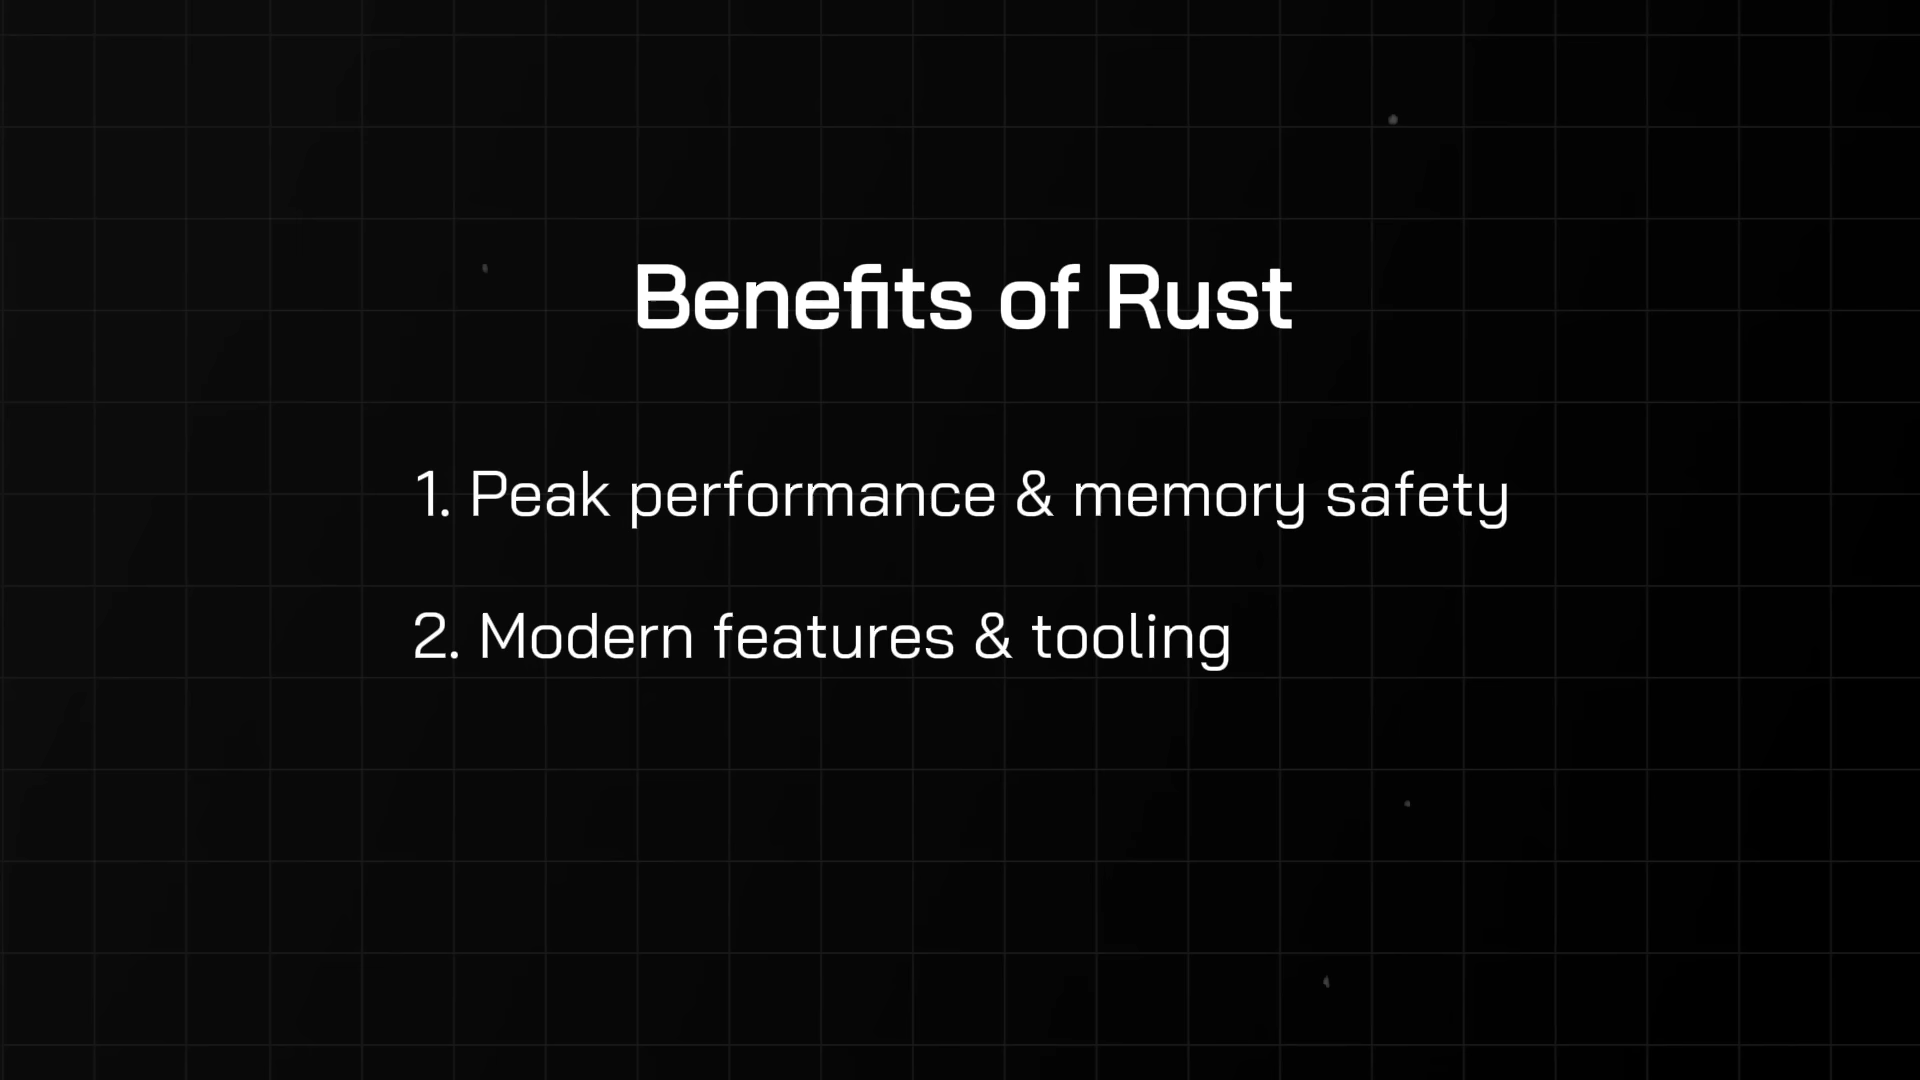 Benefits of Rust
1. Peak performance & memory safety
2. Modern features & tooling